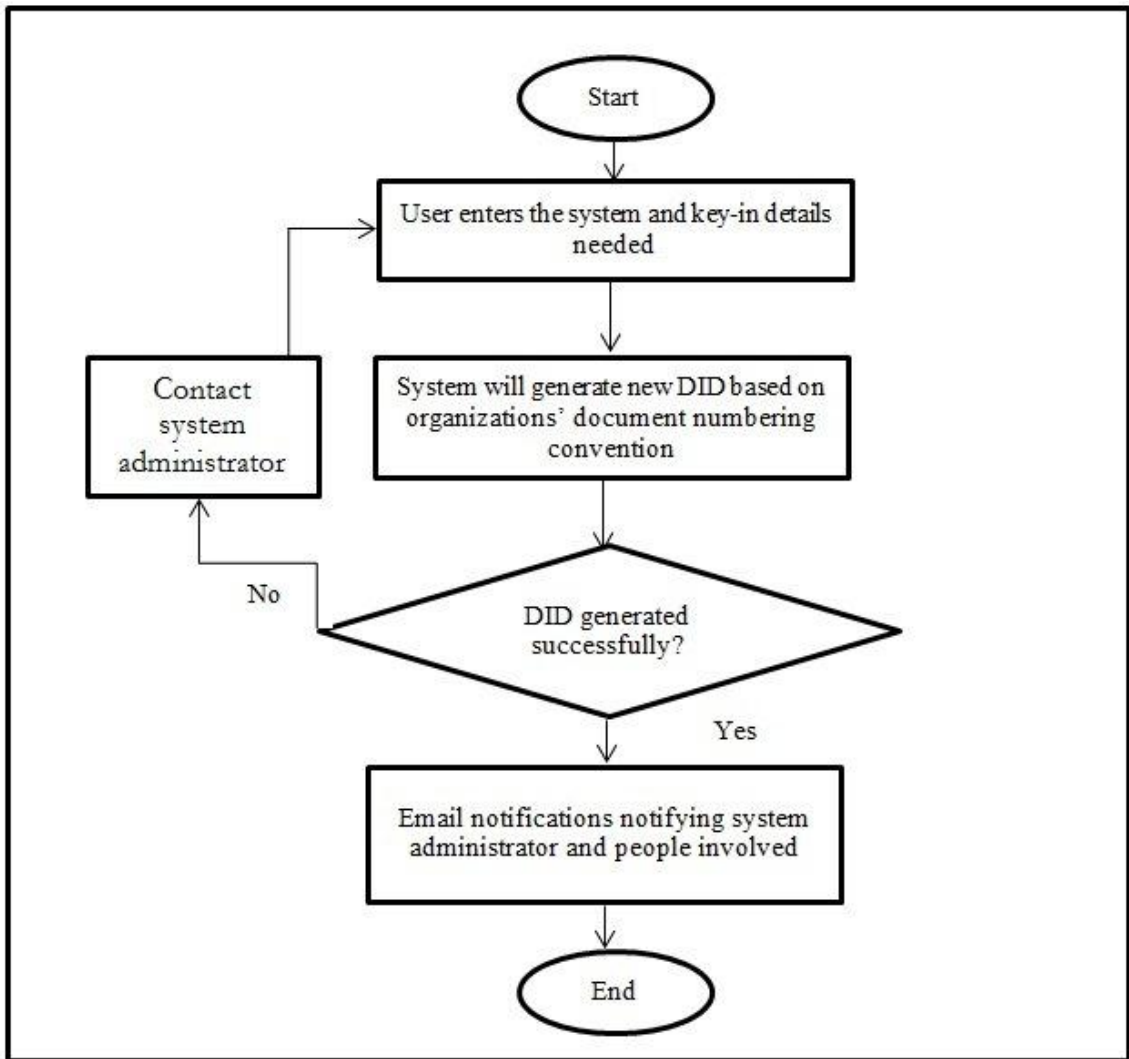 Start
User enters the system and key-in details
needed
System will generate new DID based on
organizations’ document numbering
convention
Contact
system
administrator
DID generated
successfully?
No
Yes
Email notifications notifying system
administrator and people involved
End